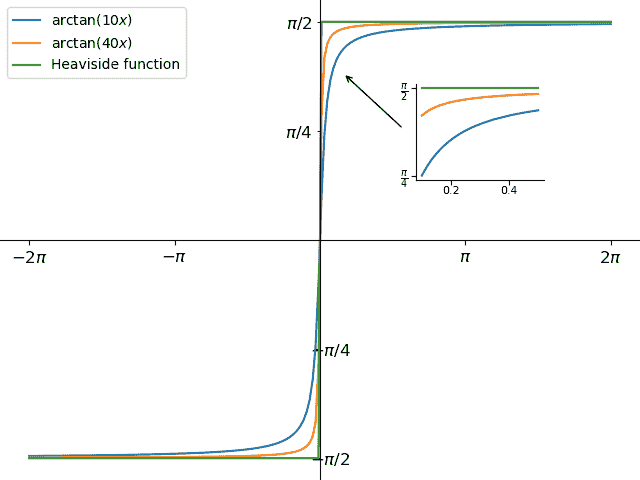 arctan(10x)
arctan(40x)
Heaviside function
π/2
π/4
π/2
π/4
0.2 0.4
−2π −π π 2π
−π/4
−π/2